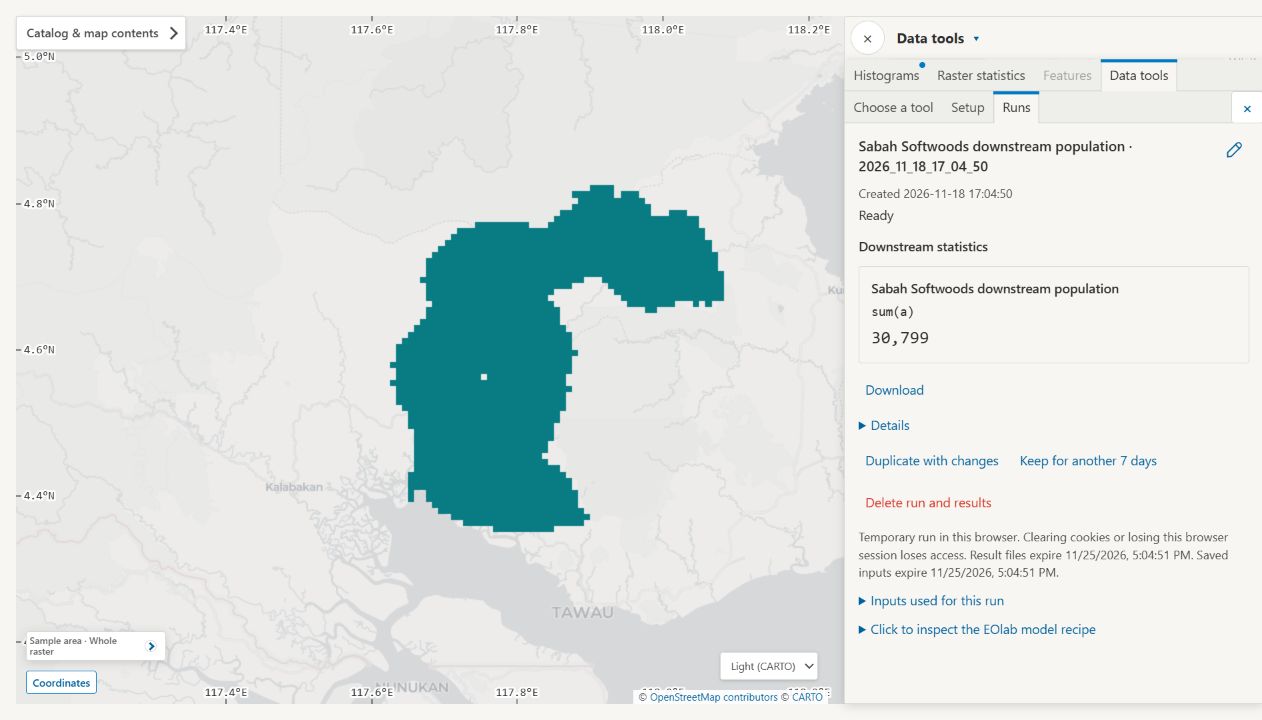 Catalog & map contents
117.4°E
117.6°E
117.8°E
118.0°E
118.2°E
5.0°N
4.8°N
4.6°N
4.4°N
Kalabakan
TAWAU
NUNUKAN
Sample area · Whole
raster
Coordinates
117.4°E
117.6°E
117.8°E
Light (CARTO)
© OpenStreetMap contributors © CARTO
×
Data tools
Histograms
Raster statistics
Features
Data tools
Choose a tool
Setup
Runs
×
Sabah Softwoods downstream population ·
2026_11_18_17_04_50
Created 2026-11-18 17:04:50
Ready
Downstream statistics
Sabah Softwoods downstream population
sum(a)
30,799
Download
Details
Duplicate with changes
Keep for another 7 days
Delete run and results
Temporary run in this browser. Clearing cookies or losing this browser
session loses access. Result files expire 11/25/2026, 5:04:51 PM. Saved
inputs expire 11/25/2026, 5:04:51 PM.
Inputs used for this run
Click to inspect the EOlab model recipe